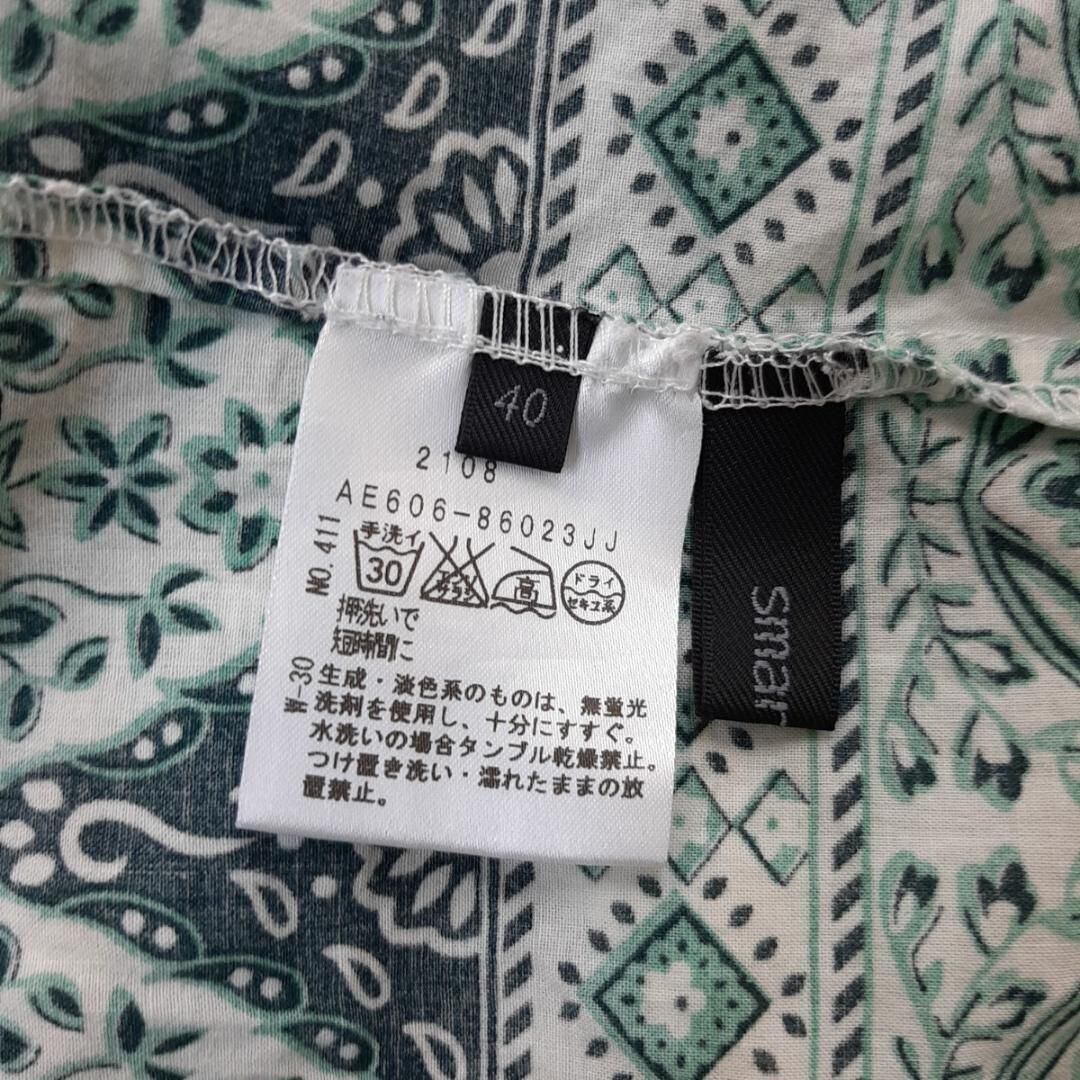 40
2108
AE606-86023JJ
NO. 411
手洗イ
30
高
ドライ
セキユ系
押洗いで
短時間に
W-30
生成・淡色系のものは、無蛍光
洗剤を使用し、十分にすすぐ。
水洗いの場合タンブル乾燥禁止。
つけ置き洗い・濡れたままの放
置禁止。
smar